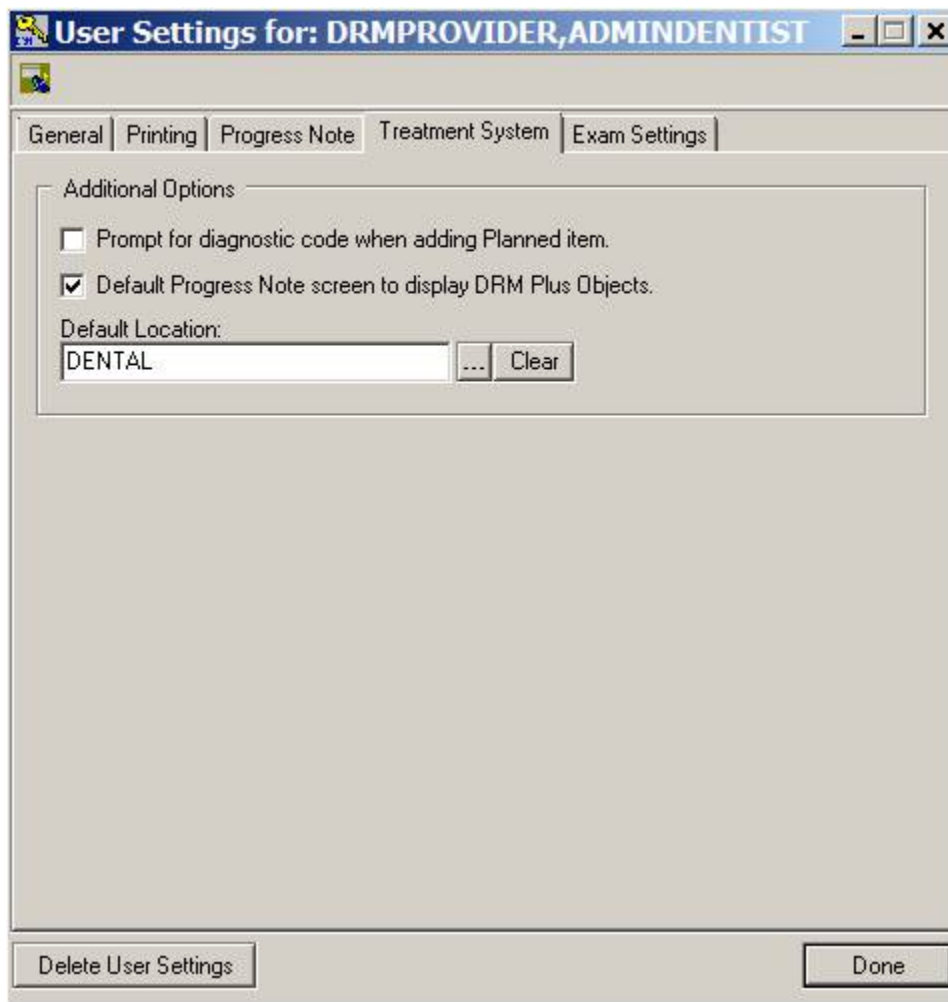 User Settings for: DRMPROVIDER,ADMINDENTIST
General Printing Progress Note Treatment System Exam Settings
Additional Options
Prompt for diagnostic code when adding Planned item.
Default Progress Note screen to display DRM Plus Objects.
Default Location:
DENTAL ... Clear
Delete User Settings Done